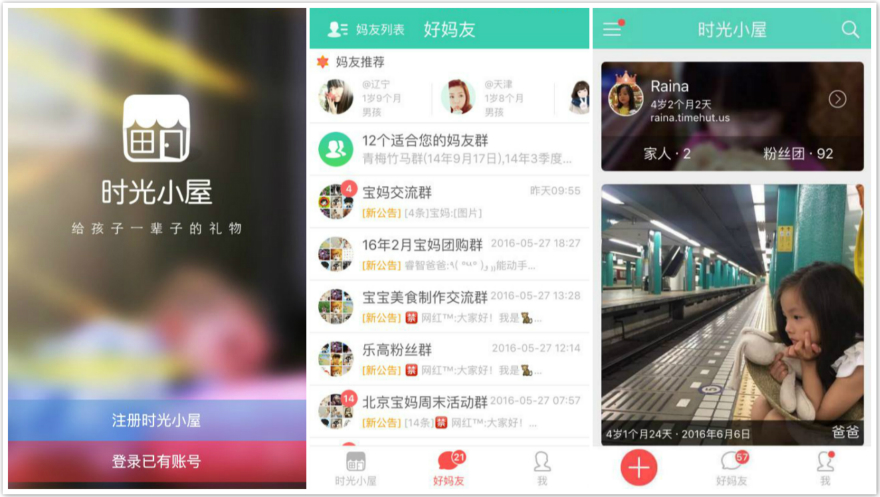 时光小屋
给孩子一辈子的礼物
注册时光小屋
登录已有账号
妈友列表
好妈友
妈友推荐
@辽宁
1岁9个月
男孩
@天津
1岁8个月
男孩
12个适合您的妈友群
青梅竹马群(14年9月17日),14年3季度...
4
宝妈交流群
昨天09:55
[新公告] [4条]宝妈:[图片]
16年2月宝妈团购群
2016-05-27 18:27
[新公告] 睿智爸爸:٩( °ㅂ° )و ,,能动手...
宝宝美食制作交流群
2016-05-27 13:28
[新公告] 禁 网红™:大家好！我是...
乐高粉丝群
2016-05-27 12:14
[新公告] 禁 网红™:大家好！我是...
14
北京宝妈周末活动群
2016-05-27 07:57
[新公告] [14条]禁 网红™:大家好！...
时光小屋
21
好妈友
我
时光小屋
Raina
4岁2个月2天
raina.timehut.us
家人 · 2
粉丝团 · 92
4岁1个月24天 · 2016年6月6日
爸爸
57
好妈友
我